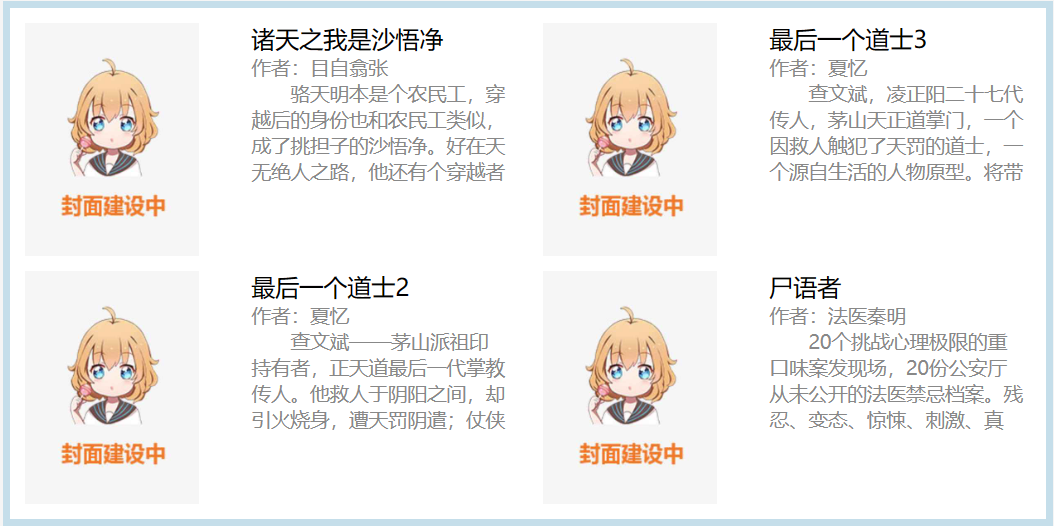 诸天之我是沙悟净
作者：目自翕张
骆天明本是个农民工，穿
越后的身份也和农民工类似，
成了挑担子的沙悟净。好在天
无绝人之路，他还有个穿越者
封面建设中
最后一个道士3
作者：夏忆
查文斌，凌正阳二十七代
传人，茅山天正道掌门，一个
因救人触犯了天罚的道士，一
个源自生活的人物原型。将带
封面建设中
最后一个道士2
作者：夏忆
查文斌——茅山派祖印
持有者，正天道最后一代掌教
传人。他救人于阴阳之间，却
引火烧身，遭天罚阴遣；仗侠
封面建设中
尸语者
作者：法医秦明
20个挑战心理极限的重
口味案发现场，20份公安厅
从未公开的法医禁忌档案。残
忍、变态、惊悚、刺激、真
封面建设中